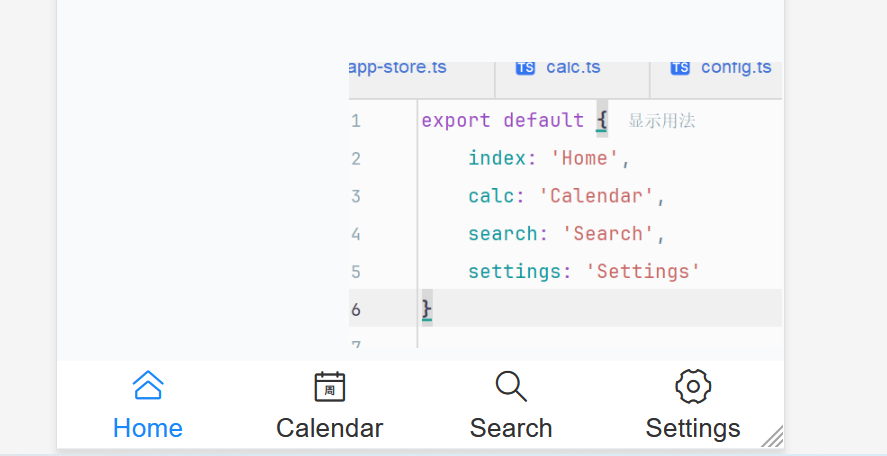 app-store.ts TS calc.ts TS config.ts
1 export default { 显示用法
2 index: 'Home',
3 calc: 'Calendar',
4 search: 'Search',
5 settings: 'Settings'
6 }
7
周
Home Calendar Search Settings